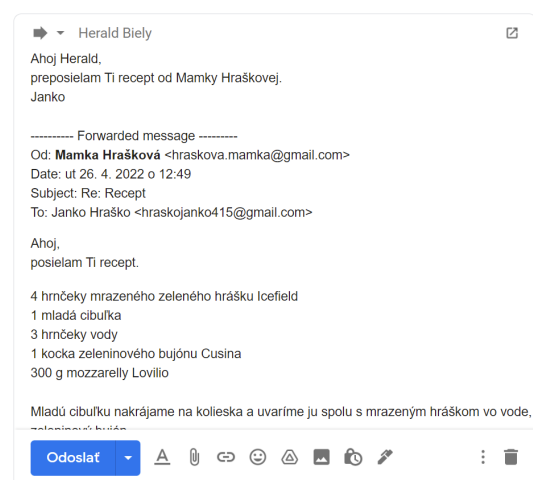 Herald Biely
Ahoj Herald,
preposielam Ti recept od Mamky Hraškovej.
Janko
---------- Forwarded message ---------
Od: Mamka Hrašková <hraskova.mamka@gmail.com>
Date: ut 26. 4. 2022 o 12:49
Subject: Re: Recept
To: Janko Hraško <hraskojanko415@gmail.com>
Ahoj,
posielam Ti recept.
4 hrnčeky mrazeného zeleného hrášku Icefield
1 mladá cibuľka
3 hrnčeky vody
1 kocka zeleninového bujónu Cusina
300 g mozzarelly Lovilio
Mladú cibuľku nakrájame na kolieska a uvaríme ju spolu s mrazeným hráškom vo vode,
zeleninový bujón
Odoslať